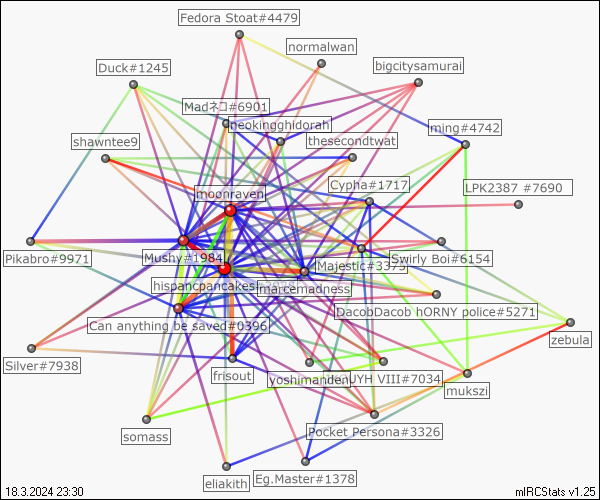 Fedora Stoat#4479
normalwan
Duck#1245
bigcitysamurai
Madネコ#6901
neokingghidorah
ming#4742
shawntee9
thesecondtwat
Cypha#1717
LPK2387 #7690
moonraven
Pikabro#9971
Mushy#1984
Majestic#3375
Swirly Boi#6154
hispancpancakes
marcemadness
DacobDacob hORNY police#5271
Can anything be saved#0396
zebula
Silver#7938
frisout
yoshimanden
VIII#7034
mukszi
somass
Pocket Persona#3326
eliakith
Eg.Master#1378
18.3.2024 23:30
mIRCStats v1.25